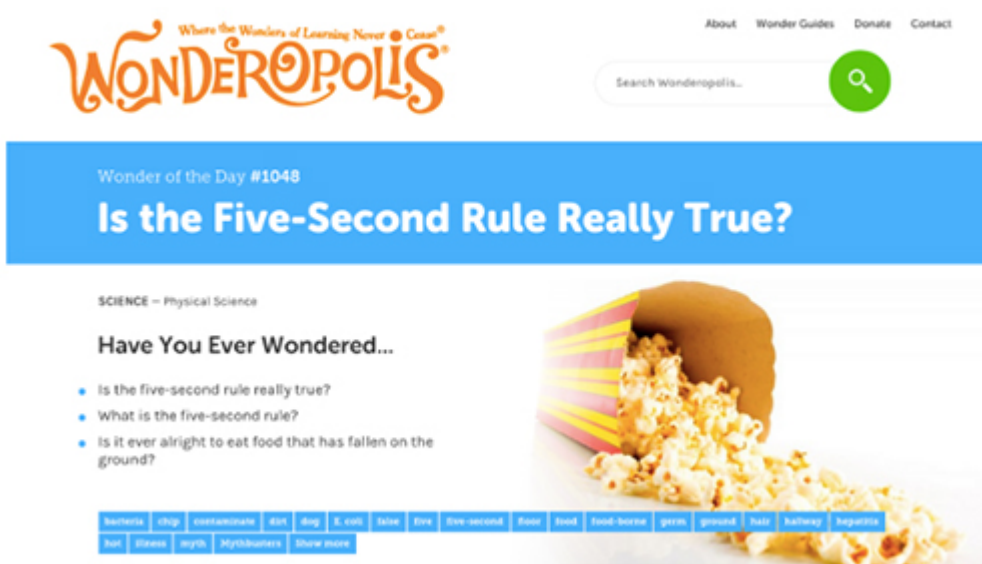 Where the Wonders of Learning Never Cease®
WONDEROPOLIS®
About Wonder Guides Donate Contact
Search Wonderopolis...
Wonder of the Day #1048
Is the Five-Second Rule Really True?
SCIENCE — Physical Science
Have You Ever Wondered...
Is the five-second rule really true?
What is the five-second rule?
Is it ever alright to eat food that has fallen on the
ground?
bacteria chip contaminate dirt dog E. coli false five five-second floor food food-borne germ ground hair hallway hepatitis
hot illness myth Mythbusters Show more